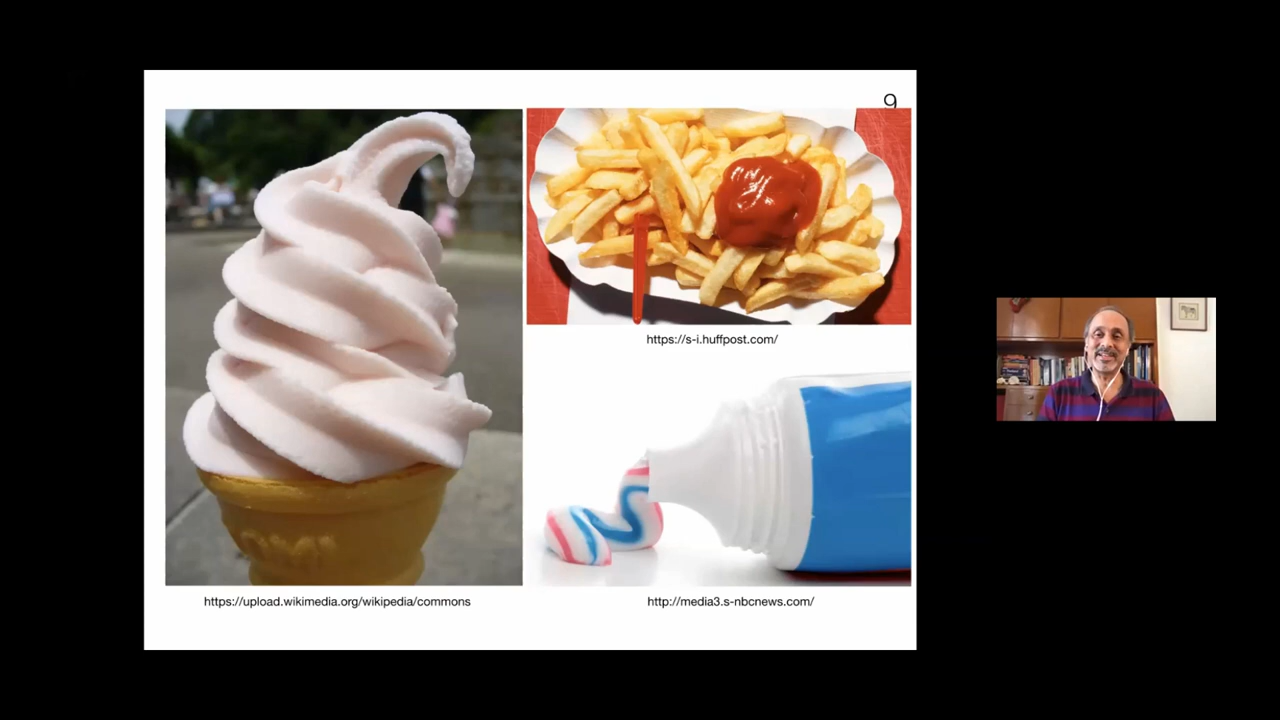 9
https://s-i.huffpost.com/
https://upload.wikimedia.org/wikipedia/commons
http://media3.s-nbcnews.com/